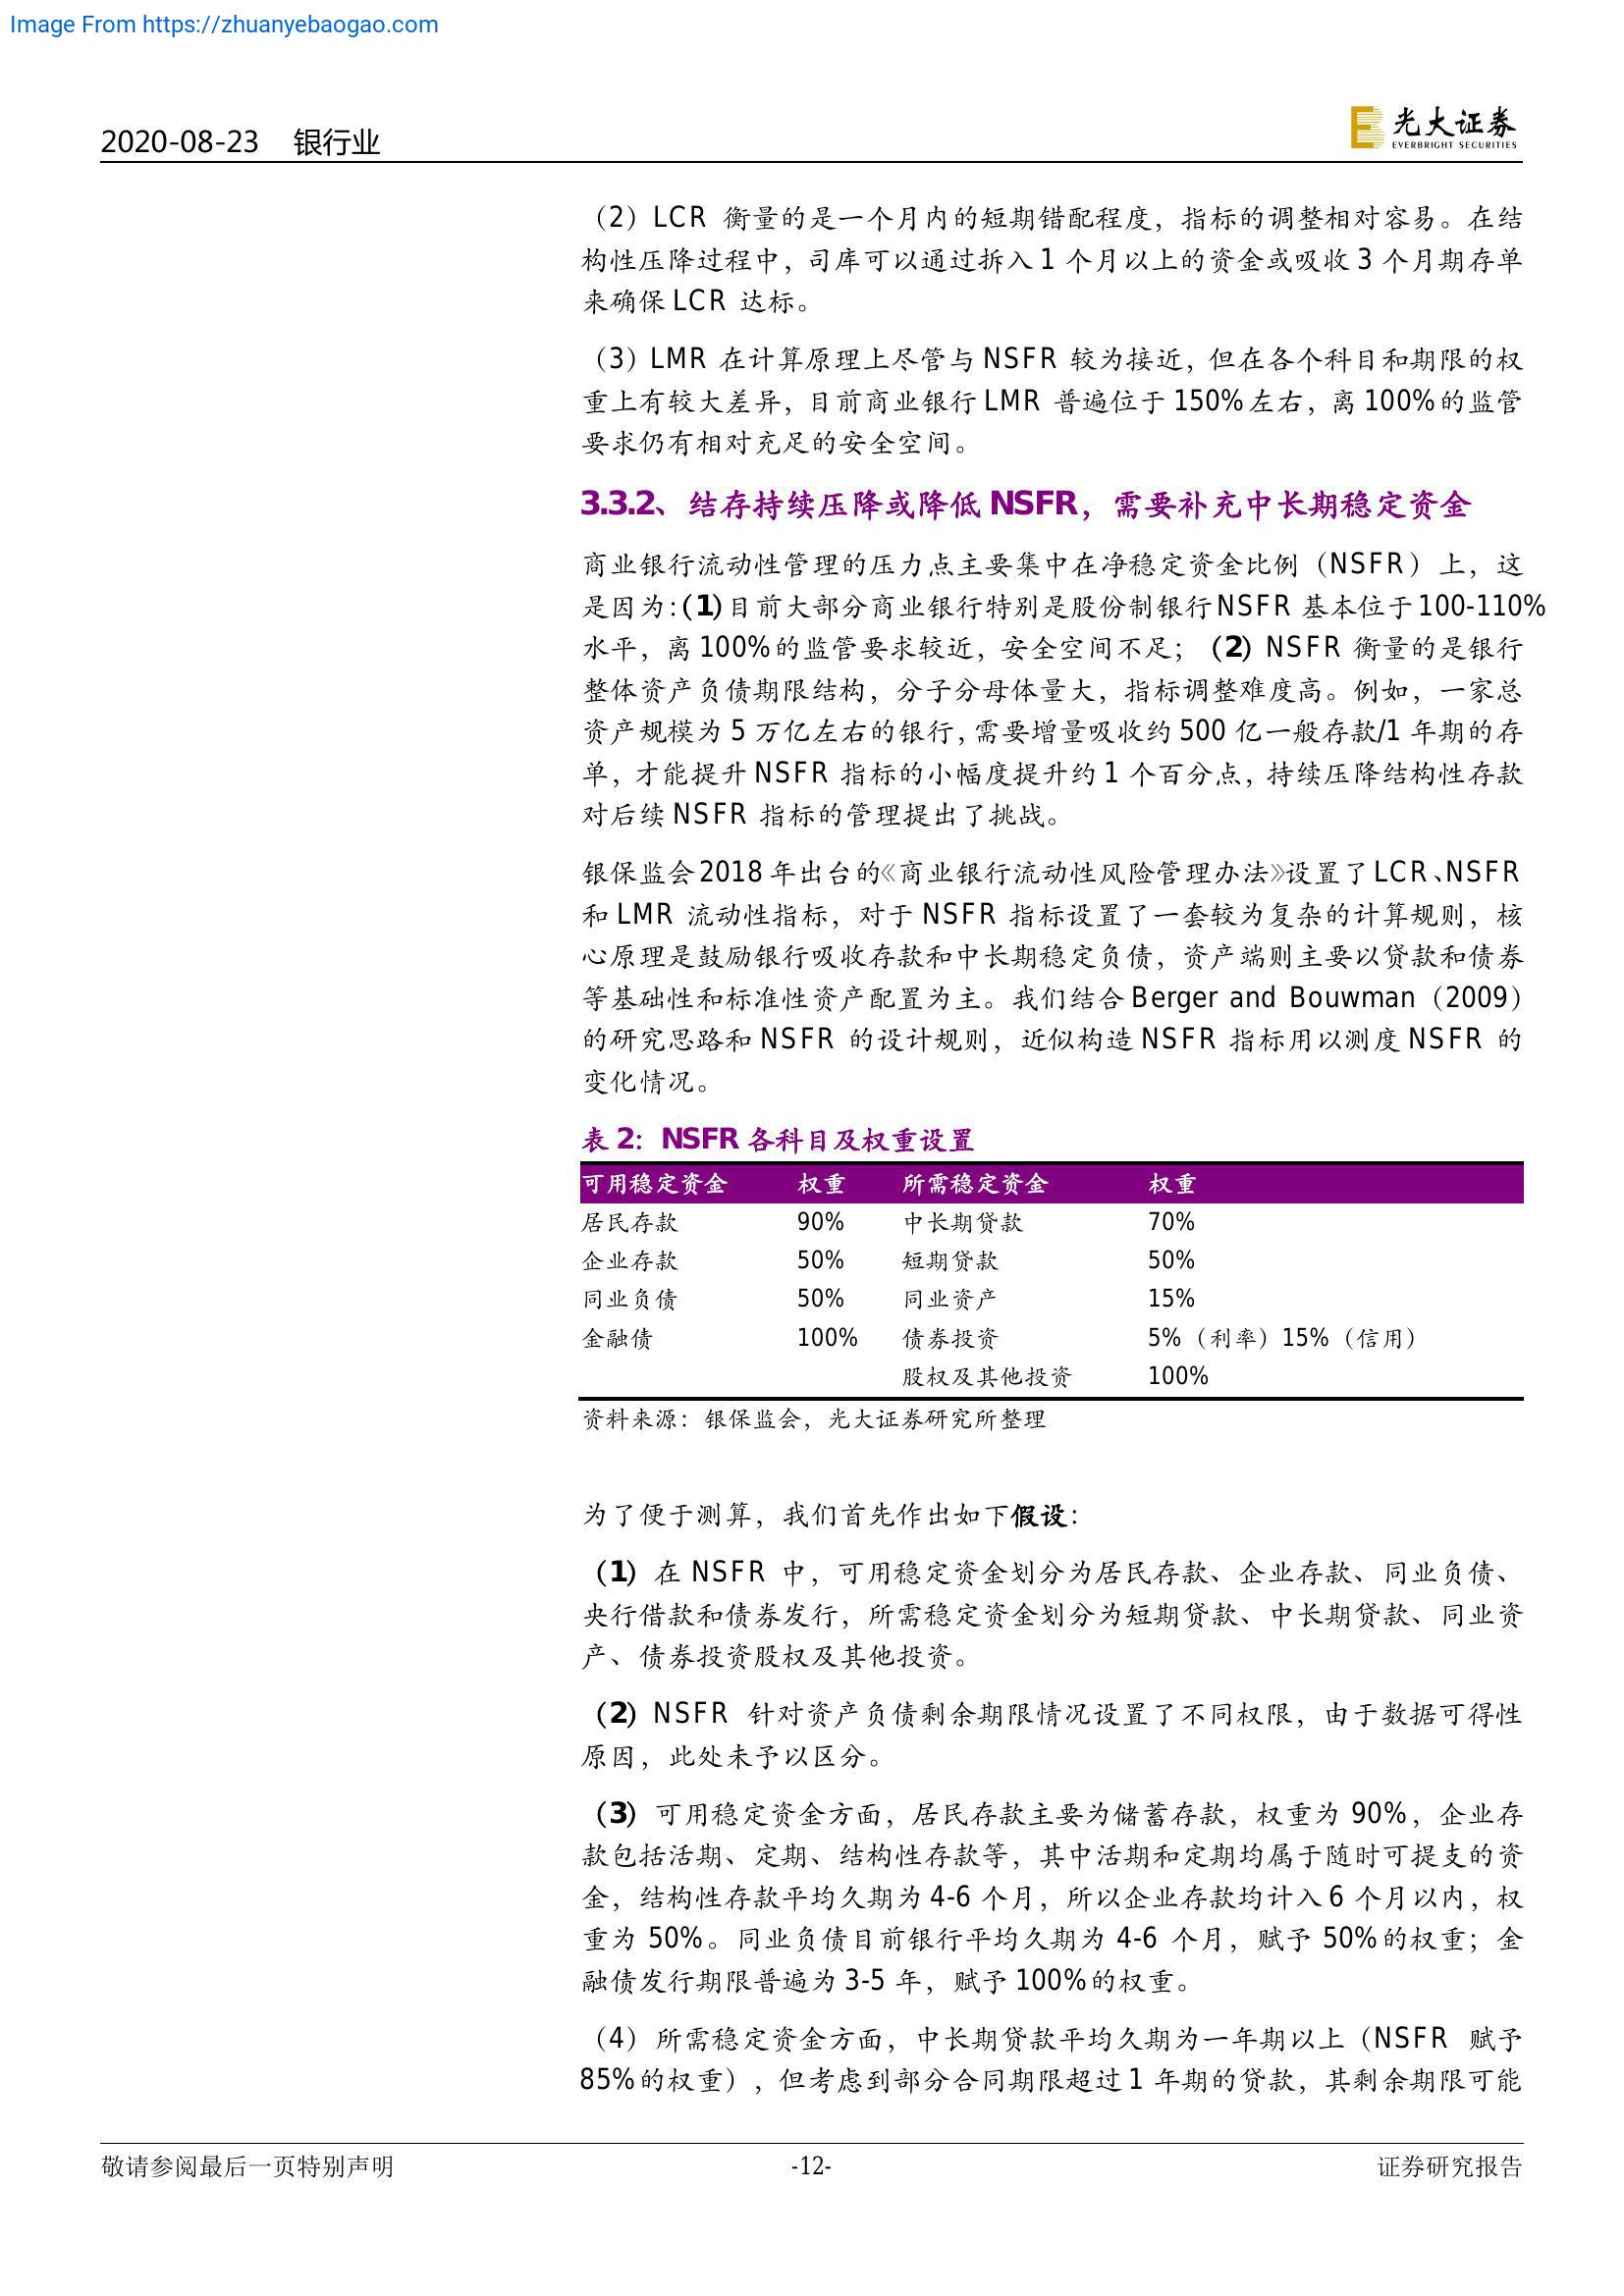 Image From https://zhuanyebaogao.com
2020-08-23 银行业
光大证券
EVERBRIGHT SECURITIES
（2）LCR 衡量的是一个月内的短期错配程度，指标的调整相对容易。在结
构性压降过程中，司库可以通过拆入 1 个月以上的资金或吸收 3 个月期存单
来确保 LCR 达标。
（3）LMR 在计算原理上尽管与 NSFR 较为接近，但在各个科目和期限的权
重上有较大差异，目前商业银行 LMR 普遍位于 150%左右，离 100%的监管
要求仍有相对充足的安全空间。
3.3.2、结存持续压降或降低 NSFR，需要补充中长期稳定资金
商业银行流动性管理的压力点主要集中在净稳定资金比例（NSFR）上，这
是因为：（1）目前大部分商业银行特别是股份制银行 NSFR 基本位于 100-110%
水平，离 100%的监管要求较近，安全空间不足；（2）NSFR 衡量的是银行
整体资产负债期限结构，分子分母体量大，指标调整难度高。例如，一家总
资产规模为 5 万亿左右的银行，需要增量吸收约 500 亿一般存款/1 年期的存
单，才能提升 NSFR 指标的小幅度提升约 1 个百分点，持续压降结构性存款
对后续 NSFR 指标的管理提出了挑战。
银保监会 2018 年出台的《商业银行流动性风险管理办法》设置了 LCR、NSFR
和 LMR 流动性指标，对于 NSFR 指标设置了一套较为复杂的计算规则，核
心原理是鼓励银行吸收存款和中长期稳定负债，资产端则主要以贷款和债券
等基础性和标准性资产配置为主。我们结合 Berger and Bouwman（2009）
的研究思路和 NSFR 的设计规则，近似构造 NSFR 指标用以测度 NSFR 的
变化情况。
表 2：NSFR 各科目及权重设置
可用稳定资金 权重 所需稳定资金 权重
居民存款 90% 中长期贷款 70%
企业存款 50% 短期贷款 50%
同业负债 50% 同业资产 15%
金融债 100% 债券投资 5%（利率）15%（信用）
股权及其他投资 100%
资料来源：银保监会，光大证券研究所整理
为了便于测算，我们首先作出如下假设：
（1）在 NSFR 中，可用稳定资金划分为居民存款、企业存款、同业负债、
央行借款和债券发行，所需稳定资金划分为短期贷款、中长期贷款、同业资
产、债券投资股权及其他投资。
（2）NSFR 针对资产负债剩余期限情况设置了不同权限，由于数据可得性
原因，此处未予以区分。
（3）可用稳定资金方面，居民存款主要为储蓄存款，权重为 90%，企业存
款包括活期、定期、结构性存款等，其中活期和定期均属于随时可提支的资
金，结构性存款平均久期为 4-6 个月，所以企业存款均计入 6 个月以内，权
重为 50%。同业负债目前银行平均久期为 4-6 个月，赋予 50%的权重；金
融债发行期限普遍为 3-5 年，赋予 100%的权重。
（4）所需稳定资金方面，中长期贷款平均久期为一年期以上（NSFR 赋予
85%的权重），但考虑到部分合同期限超过 1 年期的贷款，其剩余期限可能
敬请参阅最后一页特别声明 -12- 证券研究报告